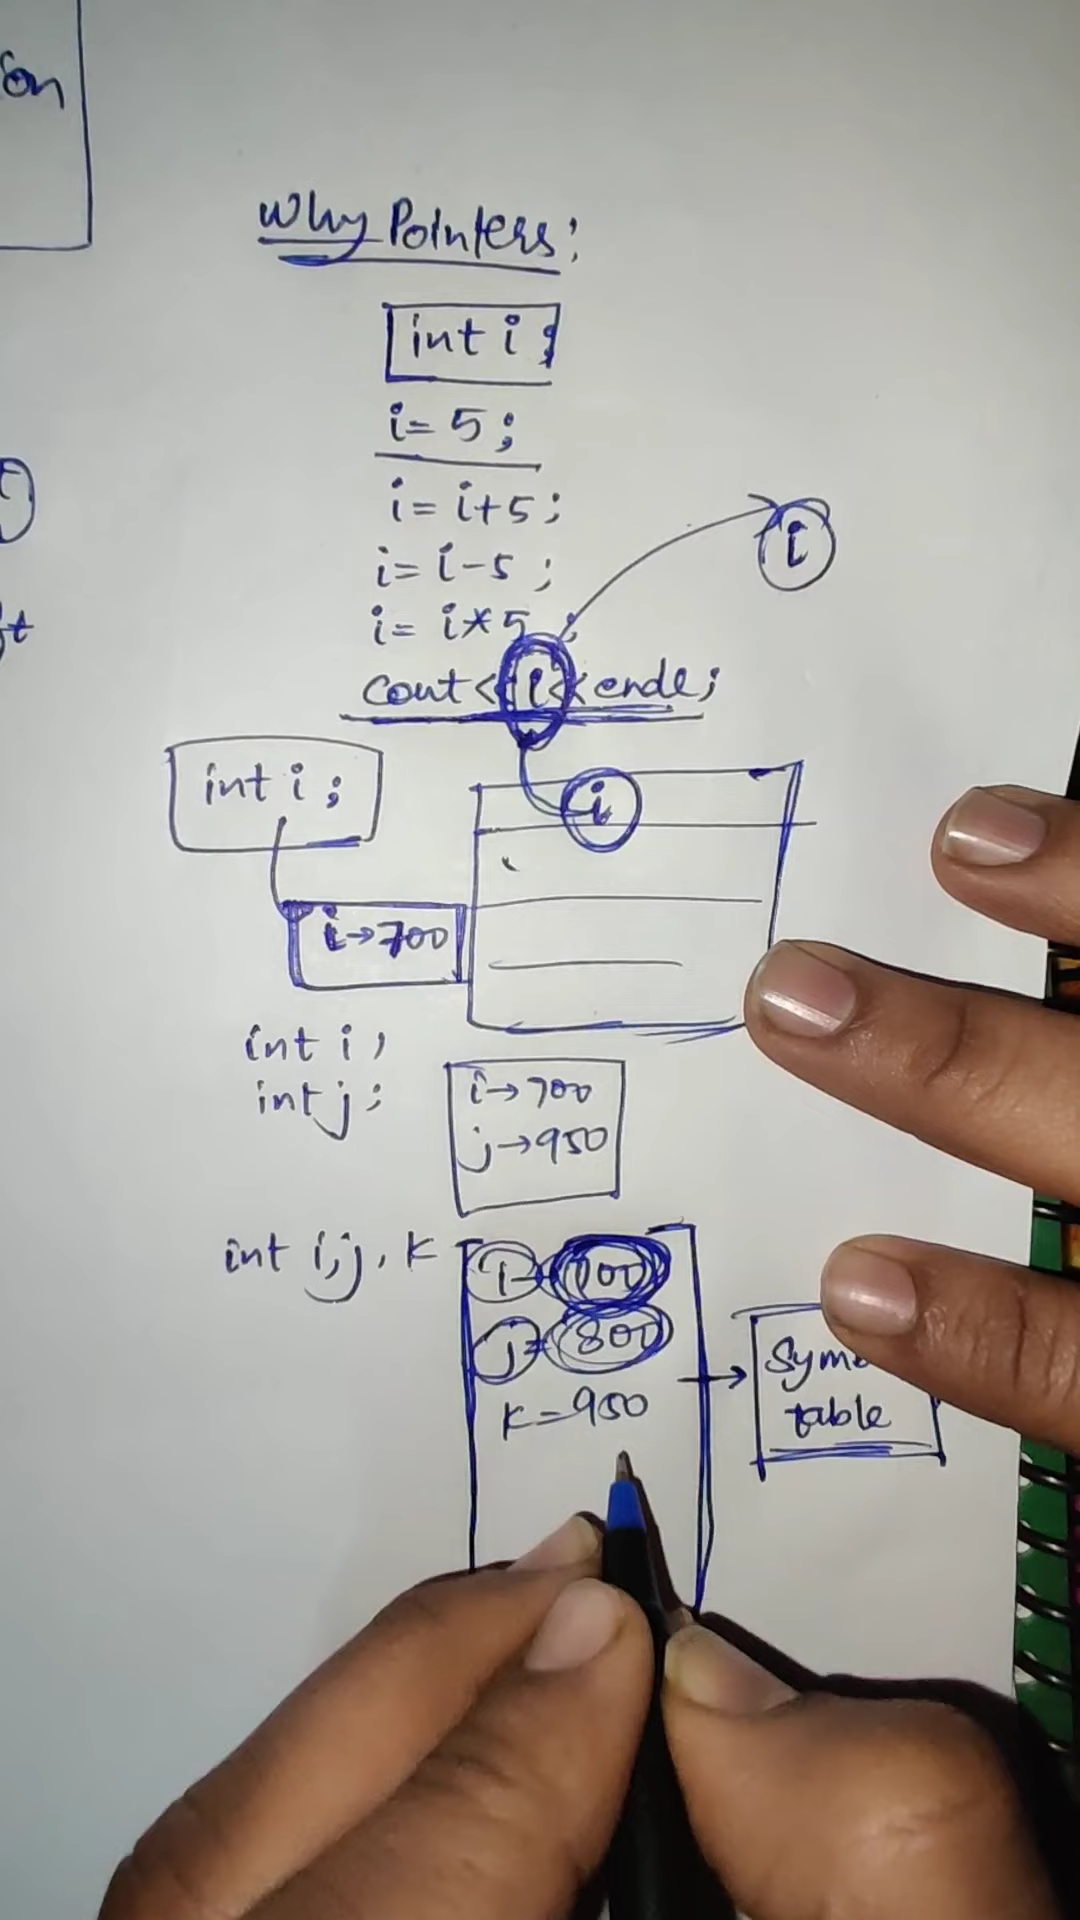 Why Pointers:
int i;
i = 5;
i = i+5;
i = i-5;
i = i*5;
cout<<i<<endl;
i
int i;
i
i→700
int i;
int j;
i→700
j→950
int i,j,k
i-700
j-800
K=950
table